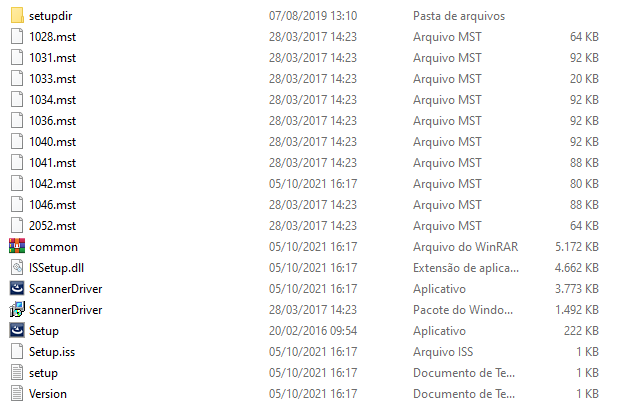 setupdir 07/08/2019 13:10 Pasta de arquivos
1028.mst 28/03/2017 14:23 Arquivo MST 64 KB
1031.mst 28/03/2017 14:23 Arquivo MST 92 KB
1033.mst 28/03/2017 14:23 Arquivo MST 20 KB
1034.mst 28/03/2017 14:23 Arquivo MST 92 KB
1036.mst 28/03/2017 14:23 Arquivo MST 92 KB
1040.mst 28/03/2017 14:23 Arquivo MST 92 KB
1041.mst 28/03/2017 14:23 Arquivo MST 88 KB
1042.mst 05/10/2021 16:17 Arquivo MST 80 KB
1046.mst 28/03/2017 14:23 Arquivo MST 88 KB
2052.mst 28/03/2017 14:23 Arquivo MST 64 KB
common 05/10/2021 16:17 Arquivo do WinRAR 5.172 KB
ISSetup.dll 05/10/2021 16:17 Extensão de aplica... 4.662 KB
ScannerDriver 05/10/2021 16:17 Aplicativo 3.773 KB
ScannerDriver 28/03/2017 14:23 Pacote do Windo... 1.492 KB
Setup 20/02/2016 09:54 Aplicativo 222 KB
Setup.iss 05/10/2021 16:17 Arquivo ISS 1 KB
setup 05/10/2021 16:17 Documento de Te... 1 KB
Version 05/10/2021 16:17 Documento de Te... 1 KB